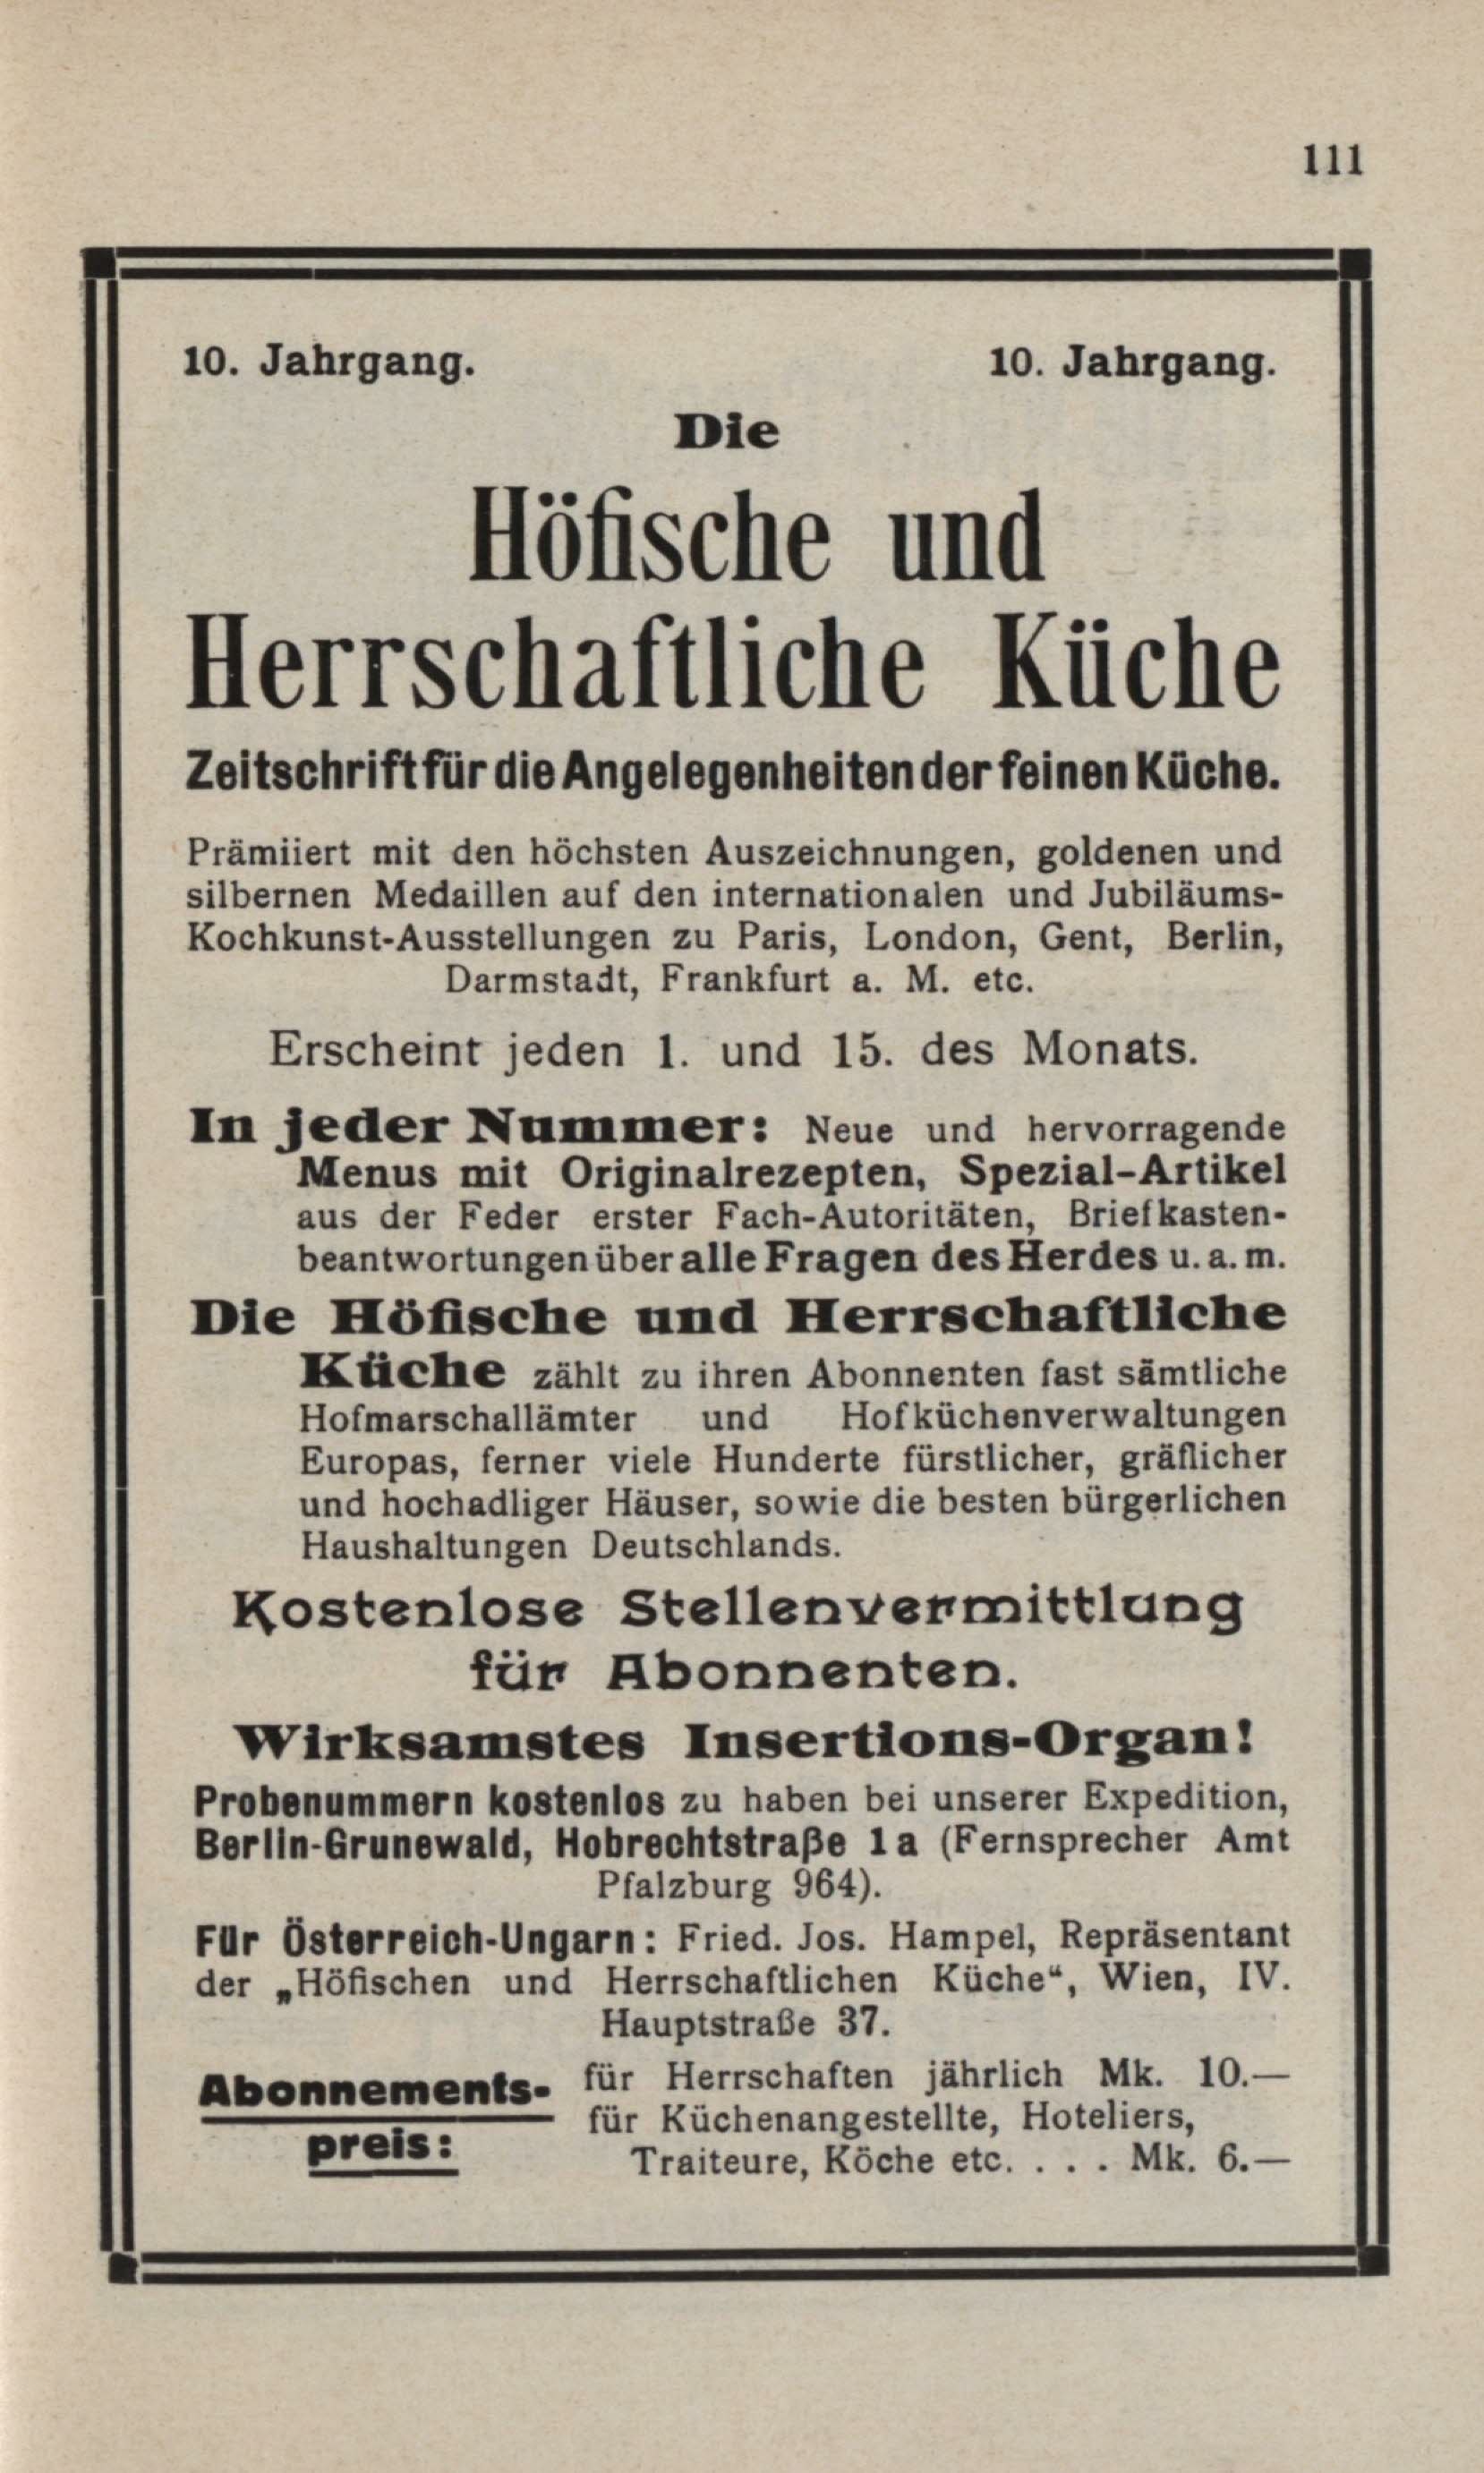 111
10. Jahrgang. 10. Jahrgang.
Die
Höfische und
Herrschaftliche Küche
Zeitschrift für die Angelegenheiten der feinen Küche.
Prämiiert mit den höchsten Auszeichnungen, goldenen und
silbernen Medaillen auf den internationalen und Jubiläums-
Kochkunst-Ausstellungen zu Paris, London, Gent, Berlin,
Darmstadt, Frankfurt a. M. etc.
Erscheint jeden 1. und 15. des Monats.
In jeder Nummer: Neue und hervorragende
Menus mit Originalrezepten, Spezial-Artikel
aus der Feder erster Fach-Autoritäten, Briefkasten-
beantwortungen über alle Fragen des Herdes u. a. m.
Die Höfische und Herrschaftliche
Küche zählt zu ihren Abonnenten fast sämtliche
Hofmarschallämter und Hofküchenverwaltungen
Europas, ferner viele Hunderte fürstlicher, gräflicher
und hochadliger Häuser, sowie die besten bürgerlichen
Haushaltungen Deutschlands.
Kostenlose Stellenvermittlung
für Abonnenten.
Wirksamstes Insertions-Organ!
Probenummern kostenlos zu haben bei unserer Expedition,
Berlin-Grunewald, Hobrechtstraße 1a (Fernsprecher Amt
Pfalzburg 964).
Für Österreich-Ungarn: Fried. Jos. Hampel, Repräsentant
der „Höfischen und Herrschaftlichen Küche“, Wien, IV.
Hauptstraße 37.
Abonnements-
preis:
für Herrschaften jährlich Mk. 10.—
für Küchenangestellte, Hoteliers,
Traiteure, Köche etc. . . . . Mk. 6.—